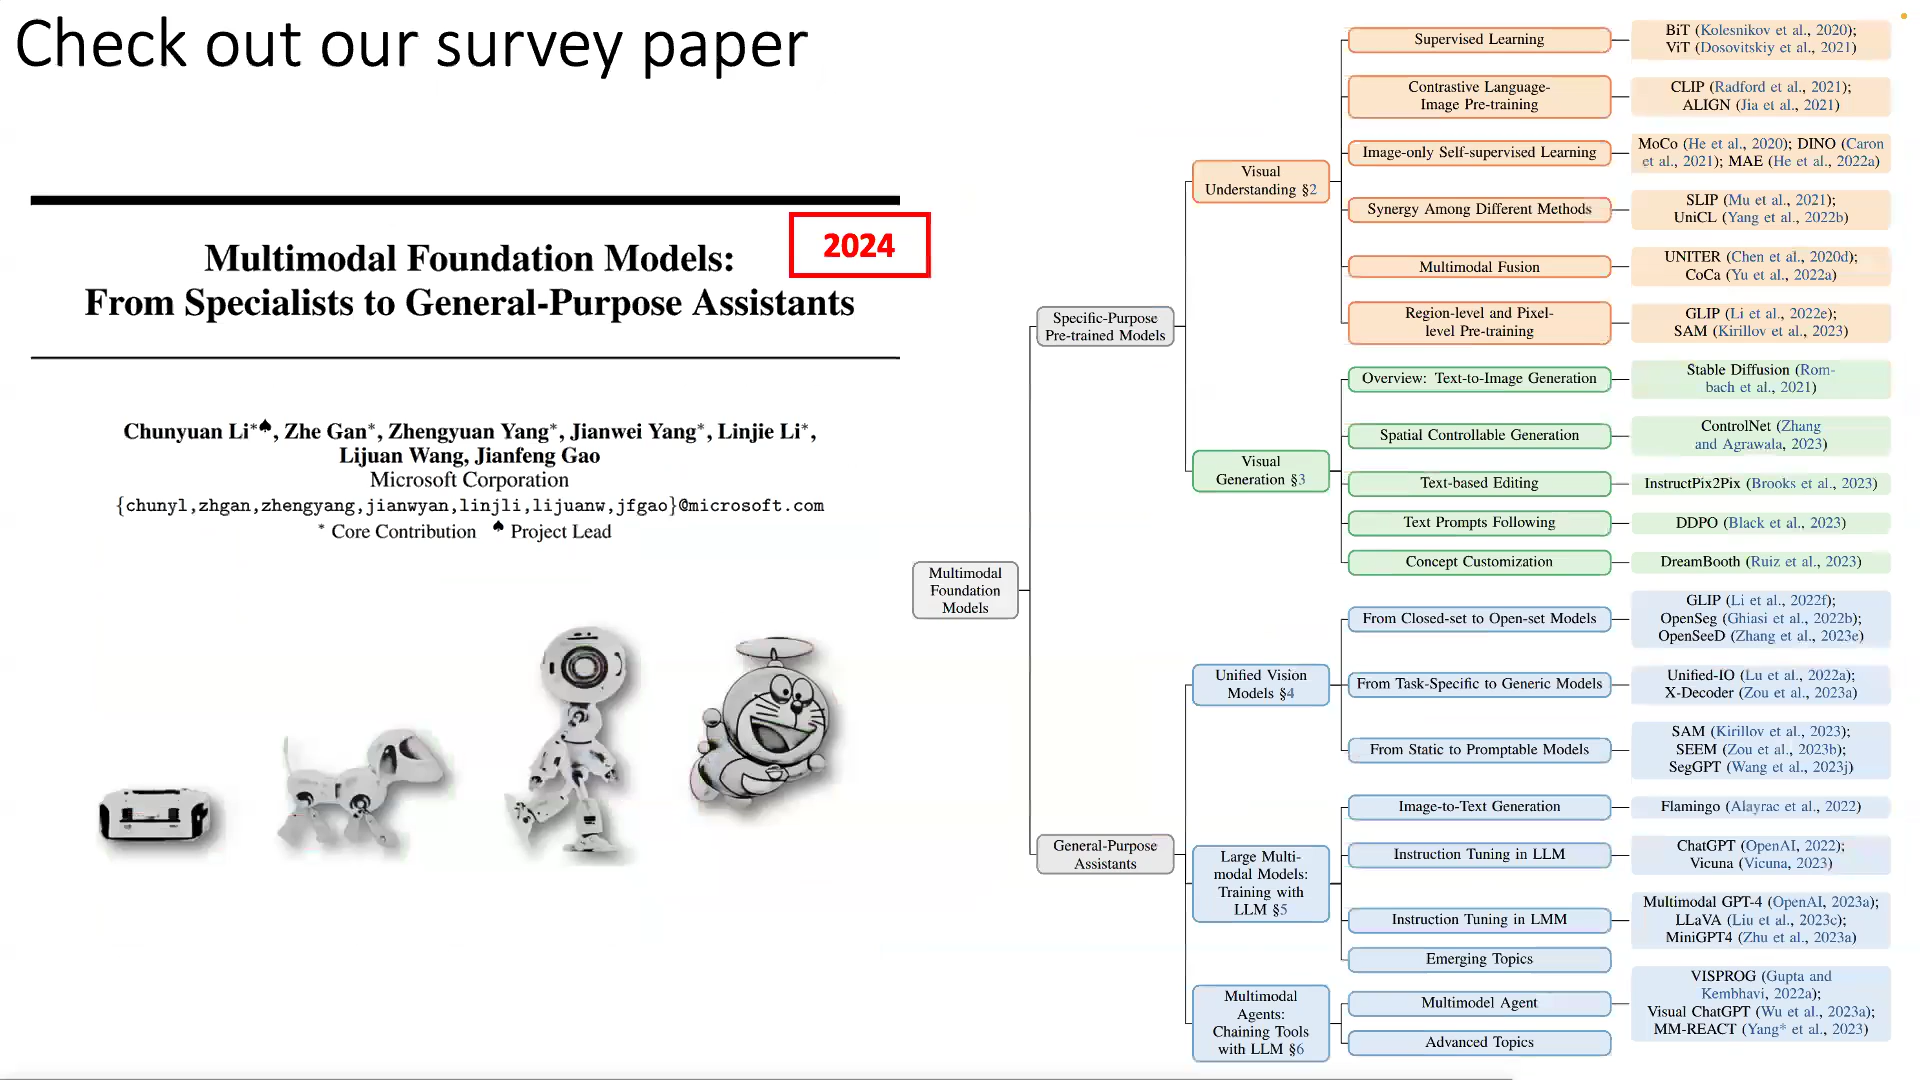 Check out our survey paper
2024
Multimodal Foundation Models:
From Specialists to General-Purpose Assistants
Chunyuan Li*♠, Zhe Gan*, Zhengyuan Yang*, Jianwei Yang*, Linjie Li*,
Lijuan Wang, Jianfeng Gao
Microsoft Corporation
{chunyl,zhgan,zhengyang,jianwyan,linjli,lijuanw,jfgao}@microsoft.com
* Core Contribution ♠ Project Lead
Multimodal
Foundation
Models
Specific-Purpose
Pre-trained Models
Visual
Understanding §2
Supervised Learning
BiT (Kolesnikov et al., 2020);
ViT (Dosovitskiy et al., 2021)
Contrastive Language-
Image Pre-training
CLIP (Radford et al., 2021);
ALIGN (Jia et al., 2021)
Image-only Self-supervised Learning
MoCo (He et al., 2020); DINO (Caron
et al., 2021); MAE (He et al., 2022a)
Synergy Among Different Methods
SLIP (Mu et al., 2021);
UniCL (Yang et al., 2022b)
Multimodal Fusion
UNITER (Chen et al., 2020d);
CoCa (Yu et al., 2022a)
Region-level and Pixel-
level Pre-training
GLIP (Li et al., 2022e);
SAM (Kirillov et al., 2023)
Visual
Generation §3
Overview: Text-to-Image Generation
Stable Diffusion (Rom-
bach et al., 2021)
Spatial Controllable Generation
ControlNet (Zhang
and Agrawala, 2023)
Text-based Editing
InstructPix2Pix (Brooks et al., 2023)
Text Prompts Following
DDPO (Black et al., 2023)
Concept Customization
DreamBooth (Ruiz et al., 2023)
General-Purpose
Assistants
Unified Vision
Models §4
From Closed-set to Open-set Models
GLIP (Li et al., 2022f);
OpenSeg (Ghiasi et al., 2022b);
OpenSeeD (Zhang et al., 2023e)
From Task-Specific to Generic Models
Unified-IO (Lu et al., 2022a);
X-Decoder (Zou et al., 2023a)
From Static to Promptable Models
SAM (Kirillov et al., 2023);
SEEM (Zou et al., 2023b);
SegGPT (Wang et al., 2023j)
Large Multi-
modal Models:
Training with
LLM §5
Image-to-Text Generation
Flamingo (Alayrac et al., 2022)
Instruction Tuning in LLM
ChatGPT (OpenAI, 2022);
Vicuna (Vicuna, 2023)
Instruction Tuning in LMM
Multimodal GPT-4 (OpenAI, 2023a);
LLaVA (Liu et al., 2023c);
MiniGPT4 (Zhu et al., 2023a)
Emerging Topics
Multimodal
Agents:
Chaining Tools
with LLM §6
Multimodel Agent
VISPROG (Gupta and
Kembhavi, 2022a);
Visual ChatGPT (Wu et al., 2023a);
MM-REACT (Yang* et al., 2023)
Advanced Topics